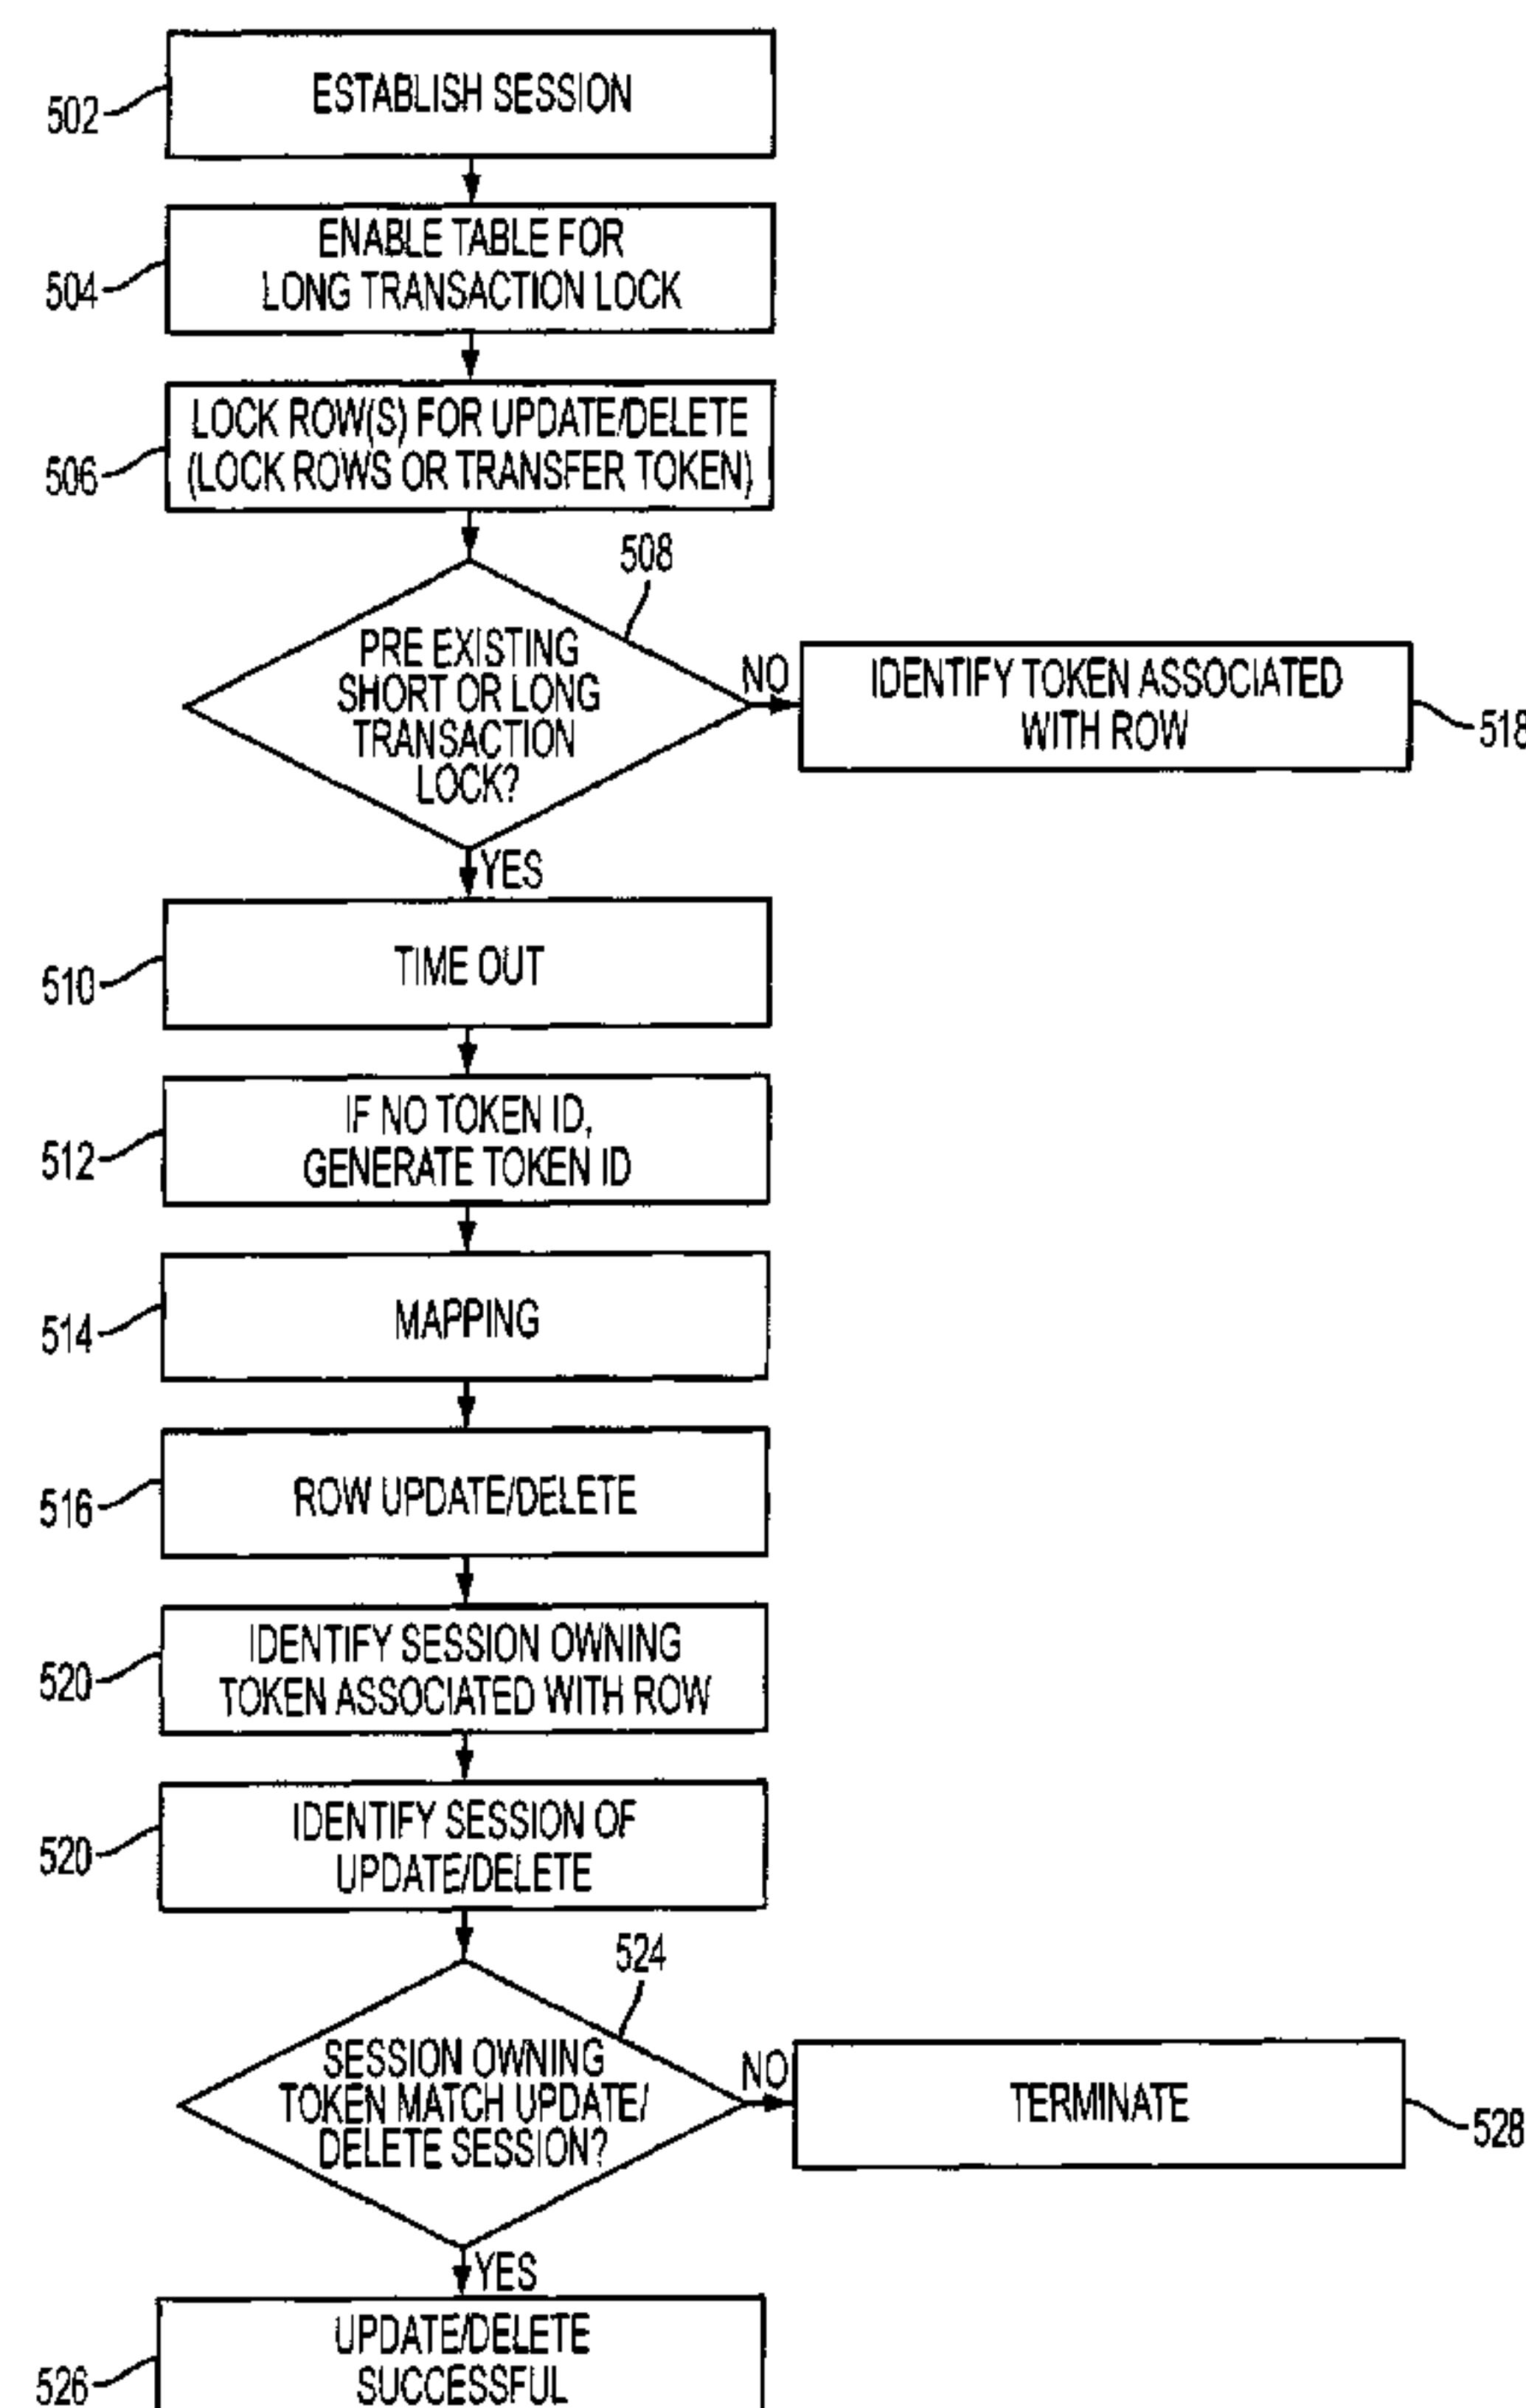 502
ESTABLISH SESSION
504
ENABLE TABLE FOR
LONG TRANSACTION LOCK
506
LOCK ROW(S) FOR UPDATE/DELETE
(LOCK ROWS OR TRANSFER TOKEN)
508
PRE EXISTING
SHORT OR LONG
TRANSACTION
LOCK?
NO
IDENTIFY TOKEN ASSOCIATED
WITH ROW
518
YES
510
TIME OUT
512
IF NO TOKEN ID,
GENERATE TOKEN ID
514
MAPPING
516
ROW UPDATE/DELETE
520
IDENTIFY SESSION OWNING
TOKEN ASSOCIATED WITH ROW
520
IDENTIFY SESSION OF
UPDATE/DELETE
524
SESSION OWNING
TOKEN MATCH UPDATE/
DELETE SESSION?
NO
TERMINATE
528
YES
526
UPDATE/DELETE
SUCCESSFUL